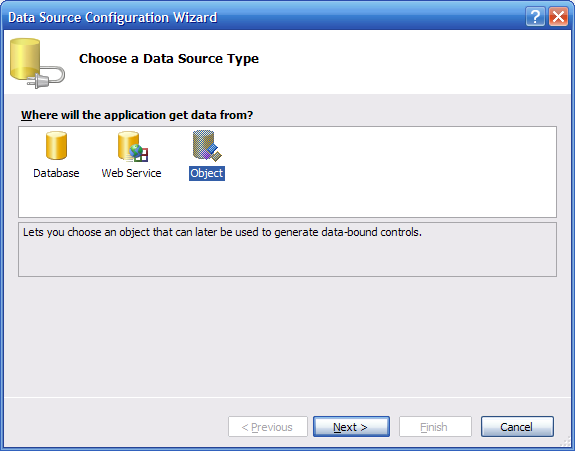 Data Source Configuration Wizard
Choose a Data Source Type
Where will the application get data from?
Database Web Service Object
Lets you choose an object that can later be used to generate data-bound controls.
< Previous Next > Finish Cancel